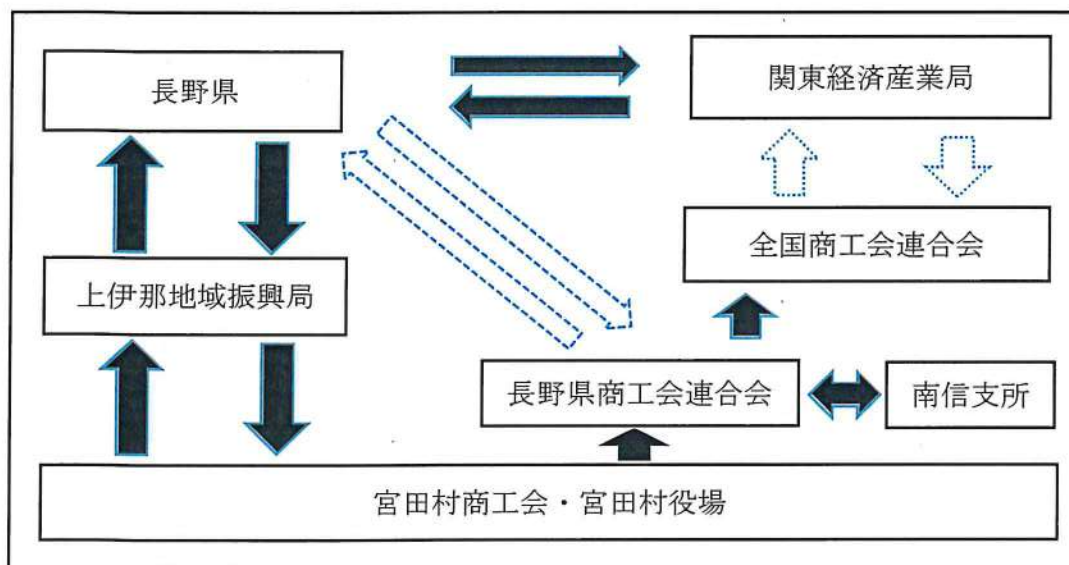 長野県
関東経済産業局
全国商工会連合会
上伊那地域振興局
長野県商工会連合会
南信支所
宮田村商工会・宮田村役場